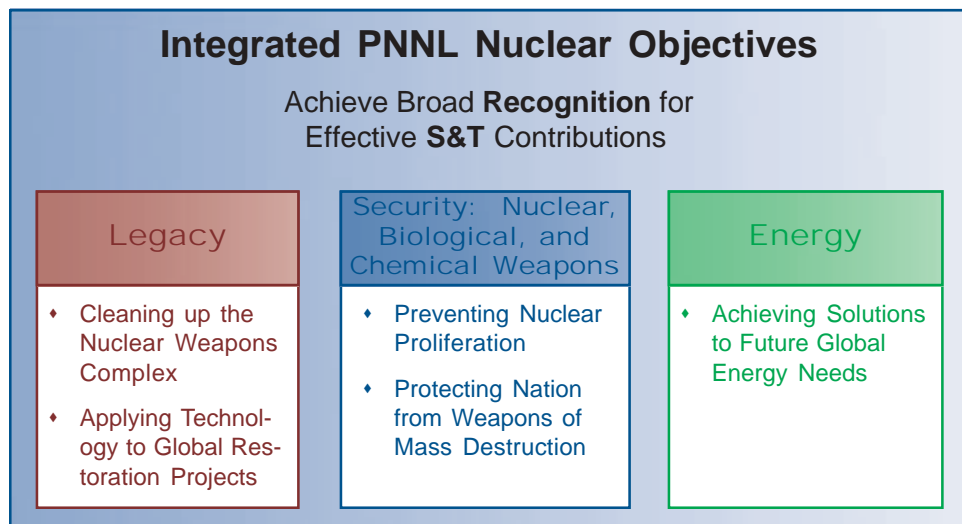 Integrated PNNL Nuclear Objectives
Achieve Broad Recognition for
Effective S&T Contributions
Legacy
⬧ Cleaning up the
Nuclear Weapons
Complex
⬧ Applying Technol-
ogy to Global Res-
toration Projects
Security: Nuclear,
Biological, and
Chemical Weapons
⬧ Preventing Nuclear
Proliferation
⬧ Protecting Nation
from Weapons of
Mass Destruction
Energy
⬧ Achieving Solutions
to Future Global
Energy Needs